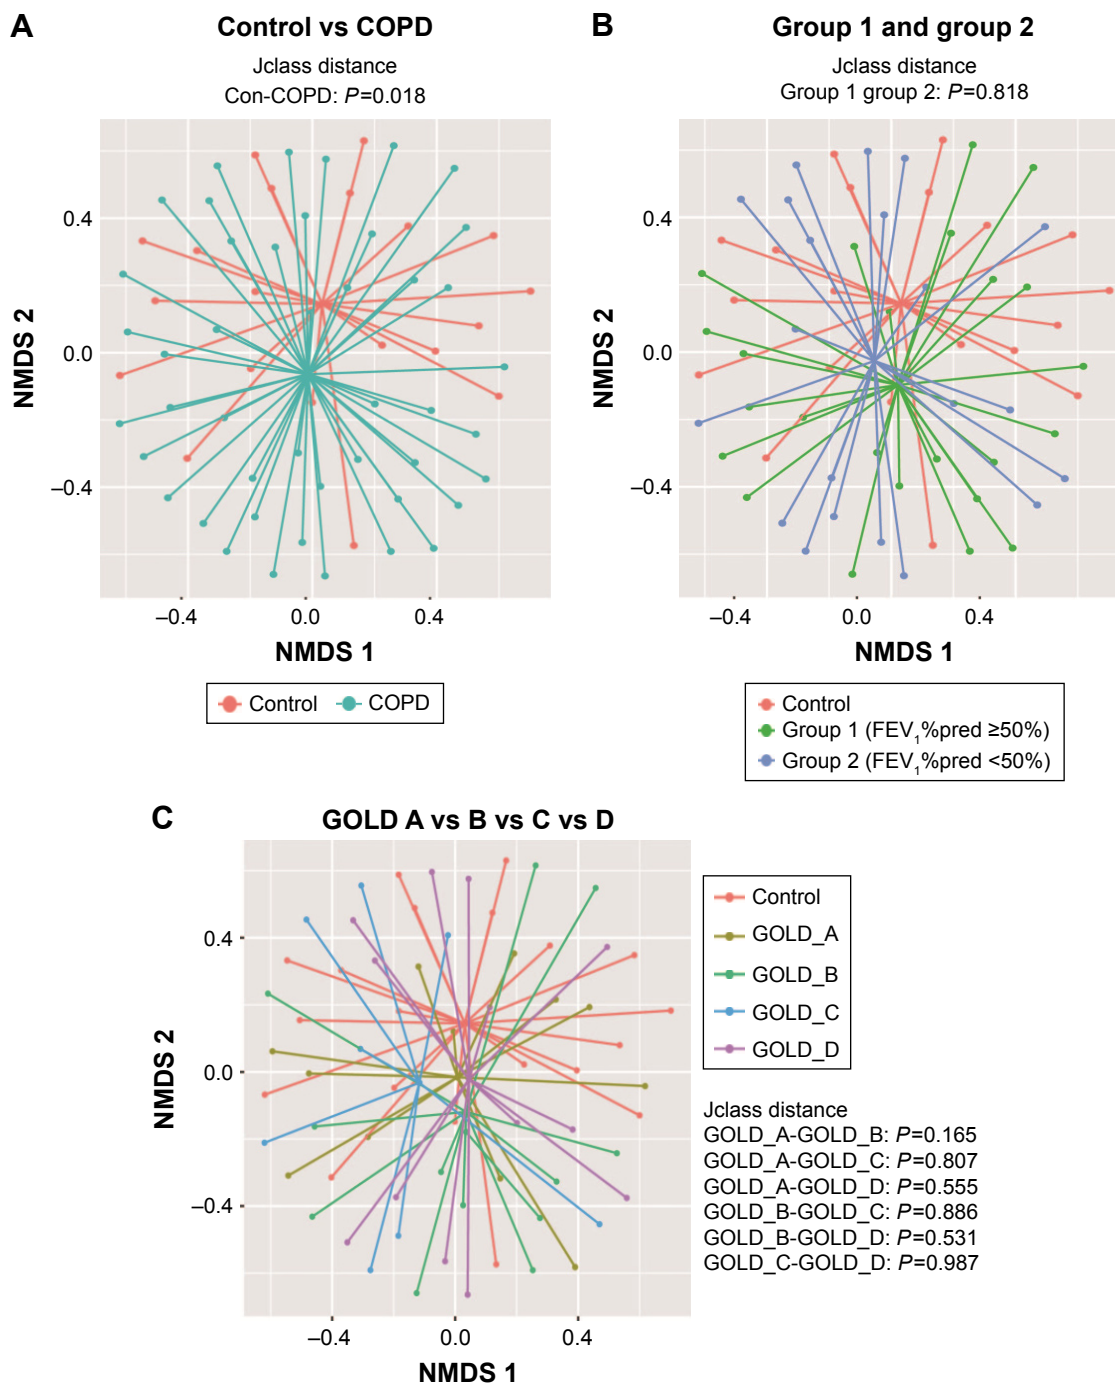 A
Control vs COPD
Jclass distance
Con-COPD: P=0.018
0.4
0.0
–0.4
NMDS 2
–0.4
0.0
0.4
NMDS 1
Control
COPD
B
Group 1 and group 2
Jclass distance
Group 1 group 2: P=0.818
0.4
0.0
–0.4
NMDS 2
–0.4
0.0
0.4
NMDS 1
Control
Group 1 (FEV₁%pred ≥50%)
Group 2 (FEV₁%pred <50%)
C
GOLD A vs B vs C vs D
0.4
0.0
–0.4
NMDS 2
–0.4
0.0
0.4
NMDS 1
Control
GOLD_A
GOLD_B
GOLD_C
GOLD_D
Jclass distance
GOLD_A-GOLD_B: P=0.165
GOLD_A-GOLD_C: P=0.807
GOLD_A-GOLD_D: P=0.555
GOLD_B-GOLD_C: P=0.886
GOLD_B-GOLD_D: P=0.531
GOLD_C-GOLD_D: P=0.987